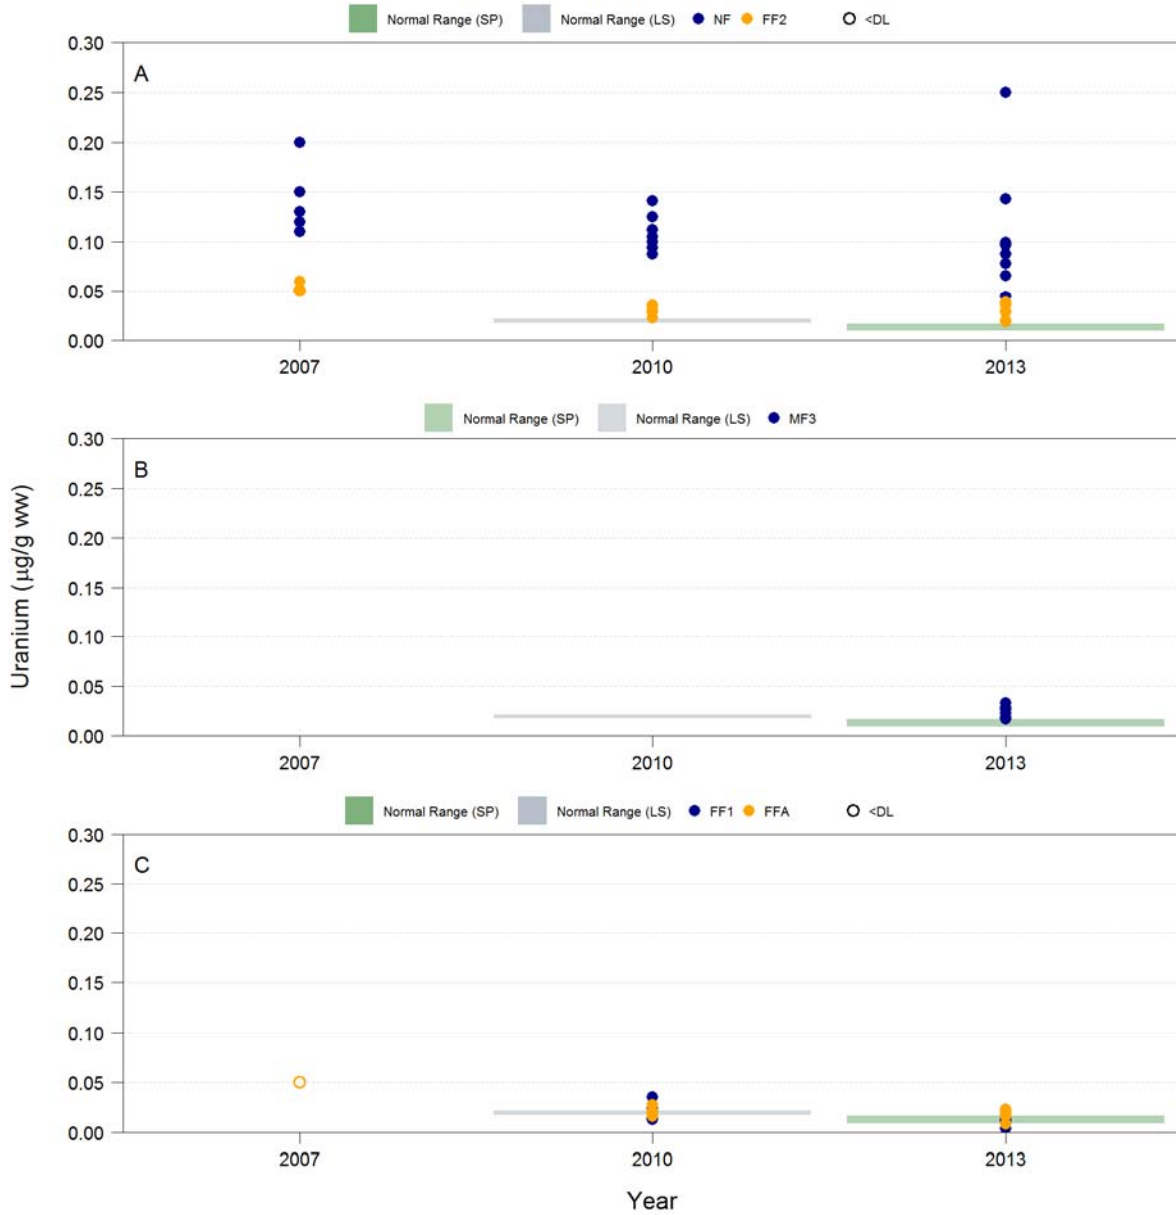 Normal Range (SP) Normal Range (LS) NF FF2 <DL
0.30
A
0.25
0.20
0.15
0.10
0.05
0.00
2007 2010 2013
Normal Range (SP) Normal Range (LS) MF3
0.30
B
0.25
0.20
0.15
0.10
0.05
0.00
2007 2010 2013
Uranium (µg/g ww)
Normal Range (SP) Normal Range (LS) FF1 FFA <DL
0.30
C
0.25
0.20
0.15
0.10
0.05
0.00
2007 2010 2013
Year